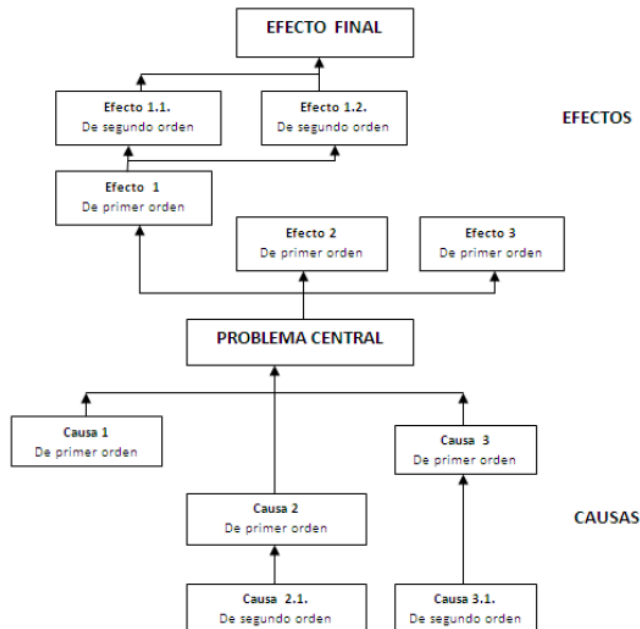 EFECTO FINAL
Efecto 1.1.
De segundo orden
Efecto 1.2.
De segundo orden
EFECTOS
Efecto 1
De primer orden
Efecto 2
De primer orden
Efecto 3
De primer orden
PROBLEMA CENTRAL
Causa 1
De primer orden
Causa 3
De primer orden
Causa 2
De primer orden
CAUSAS
Causa 2.1.
De segundo orden
Causa 3.1.
De segundo orden